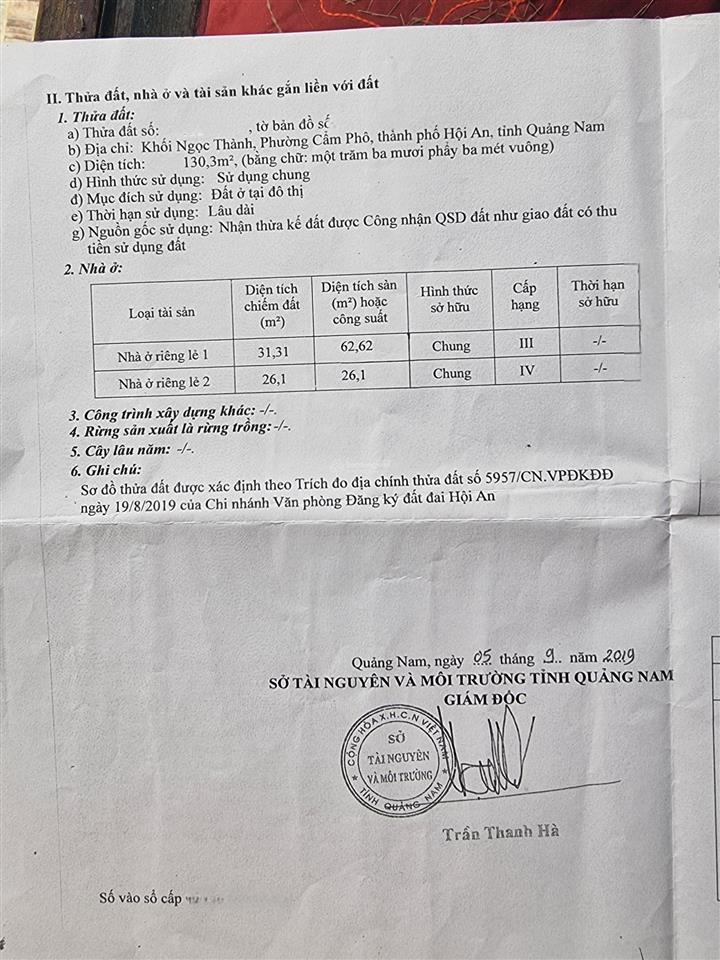 II. Thửa đất, nhà ở và tài sản khác gắn liền với đất
1. Thửa đất:
a) Thửa đất số: , tờ bản đồ số
b) Địa chỉ: Khối Ngọc Thành, Phường Cẩm Phô, thành phố Hội An, tỉnh Quảng Nam
c) Diện tích: 130,3m², (bằng chữ: một trăm ba mươi phẩy ba mét vuông)
d) Hình thức sử dụng: Sử dụng chung
đ) Mục đích sử dụng: Đất ở tại đô thị
e) Thời hạn sử dụng: Lâu dài
g) Nguồn gốc sử dụng: Nhận thừa kế đất được Công nhận QSD đất như giao đất có thu
tiền sử dụng đất
2. Nhà ở:
Loại tài sản Diện tích chiếm đất (m²) Diện tích sàn (m²) hoặc công suất Hình thức sở hữu Cấp hạng Thời hạn sở hữu
Nhà ở riêng lẻ 1 31,31 62,62 Chung III -/-
Nhà ở riêng lẻ 2 26,1 26,1 Chung IV -/-
3. Công trình xây dựng khác: -/-.
4. Rừng sản xuất là rừng trồng: -/-.
5. Cây lâu năm: -/-.
6. Ghi chú:
Sơ đồ thửa đất được xác định theo Trích đo địa chính thửa đất số 5957/CN.VPĐKĐĐ
ngày 19/8/2019 của Chi nhánh Văn phòng Đăng ký đất đai Hội An
Quảng Nam, ngày 05 tháng 9 năm 2019
SỞ TÀI NGUYÊN VÀ MÔI TRƯỜNG TỈNH QUẢNG NAM
GIÁM ĐỐC
CỘNG HÒA X.H.C.N VIỆT NAM
SỞ
TÀI NGUYÊN
VÀ MÔI TRƯỜNG
TỈNH QUẢNG NAM
Trần Thanh Hà
Số vào sổ cấp